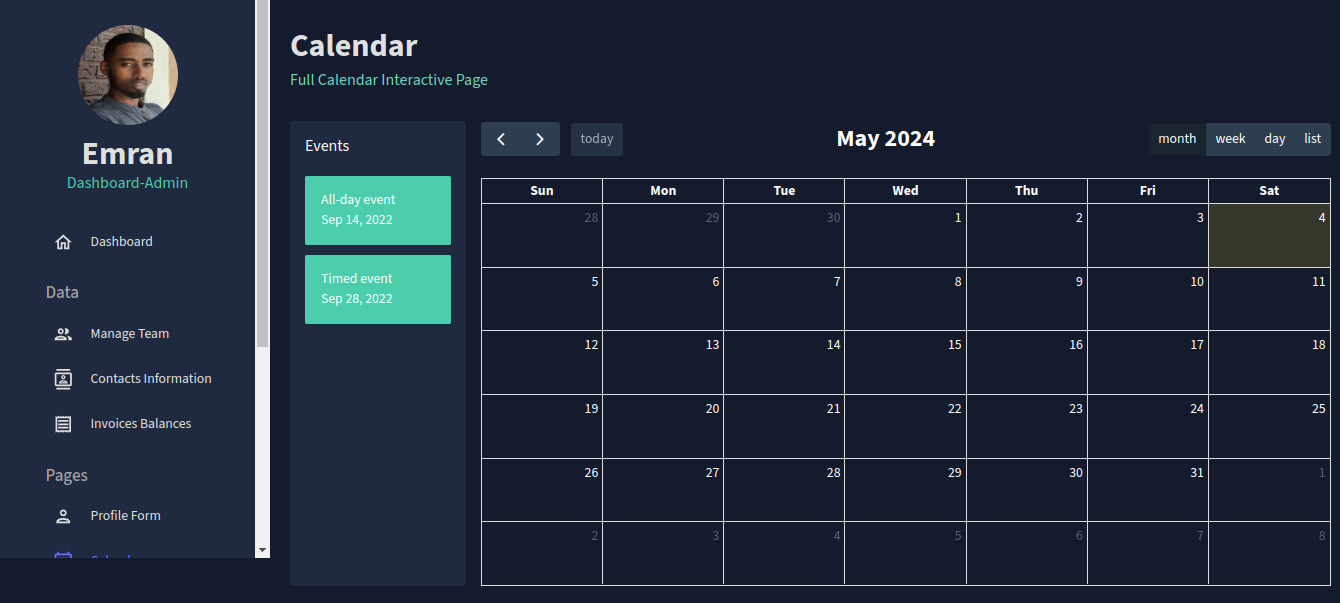 Emran
Dashboard-Admin
Dashboard
Data
Manage Team
Contacts Information
Invoices Balances
Pages
Profile Form
Calendar
Full Calendar Interactive Page
Events
All-day event
Sep 14, 2022
Timed event
Sep 28, 2022
today
May 2024
month week day list
Sun Mon Tue Wed Thu Fri Sat
28 29 30 1 2 3 4
5 6 7 8 9 10 11
12 13 14 15 16 17 18
19 20 21 22 23 24 25
26 27 28 29 30 31 1
2 3 4 5 6 7 8